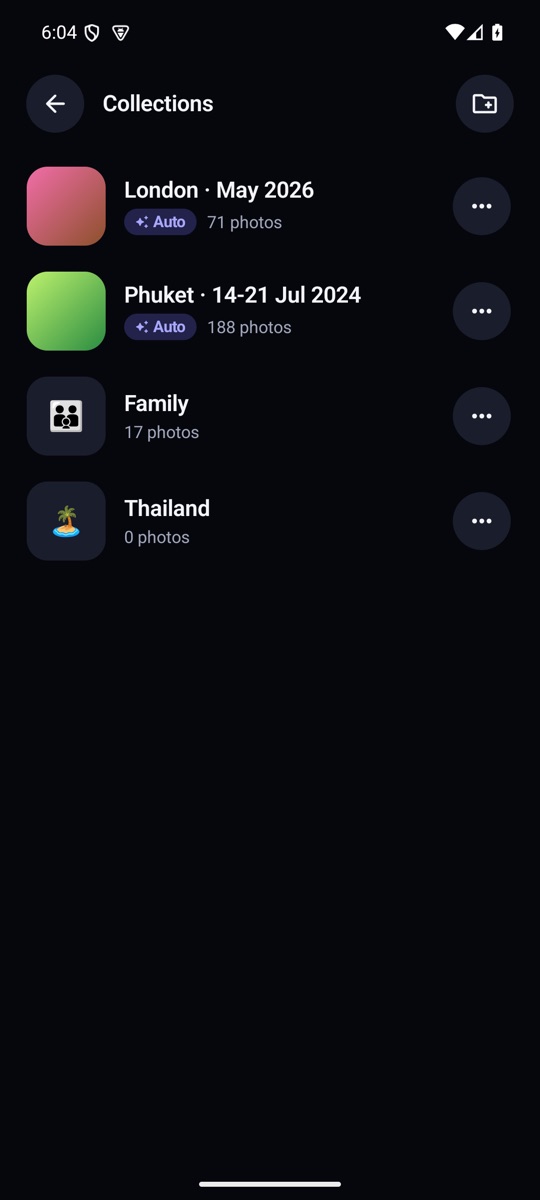 6:04
Collections
London · May 2026
Auto 71 photos
Phuket · 14-21 Jul 2024
Auto 188 photos
Family
17 photos
Thailand
0 photos